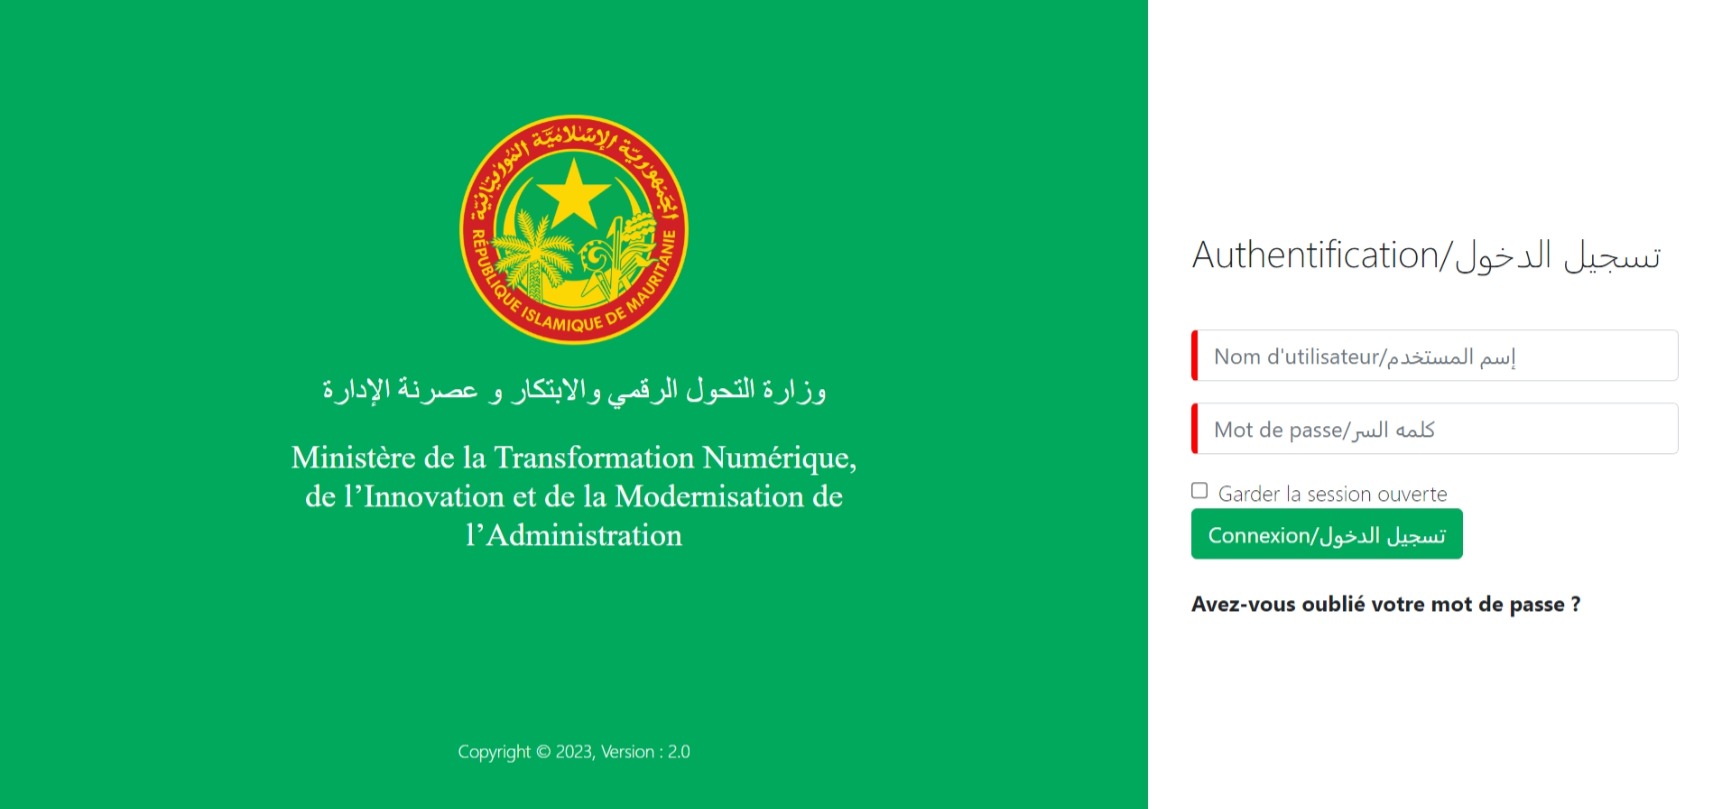 الجمهورية الإسلامية الموريتانية
RÉPUBLIQUE ISLAMIQUE DE MAURITANIE
وزارة التحول الرقمي والابتكار و عصرنة الإدارة
Ministère de la Transformation Numérique,
de l’Innovation et de la Modernisation de
l’Administration
Copyright © 2023, Version : 2.0
Authentification/تسجيل الدخول
Nom d'utilisateur/إسم المستخدم
Mot de passe/كلمه السر
Garder la session ouverte
Connexion/تسجيل الدخول
Avez-vous oublié votre mot de passe ?